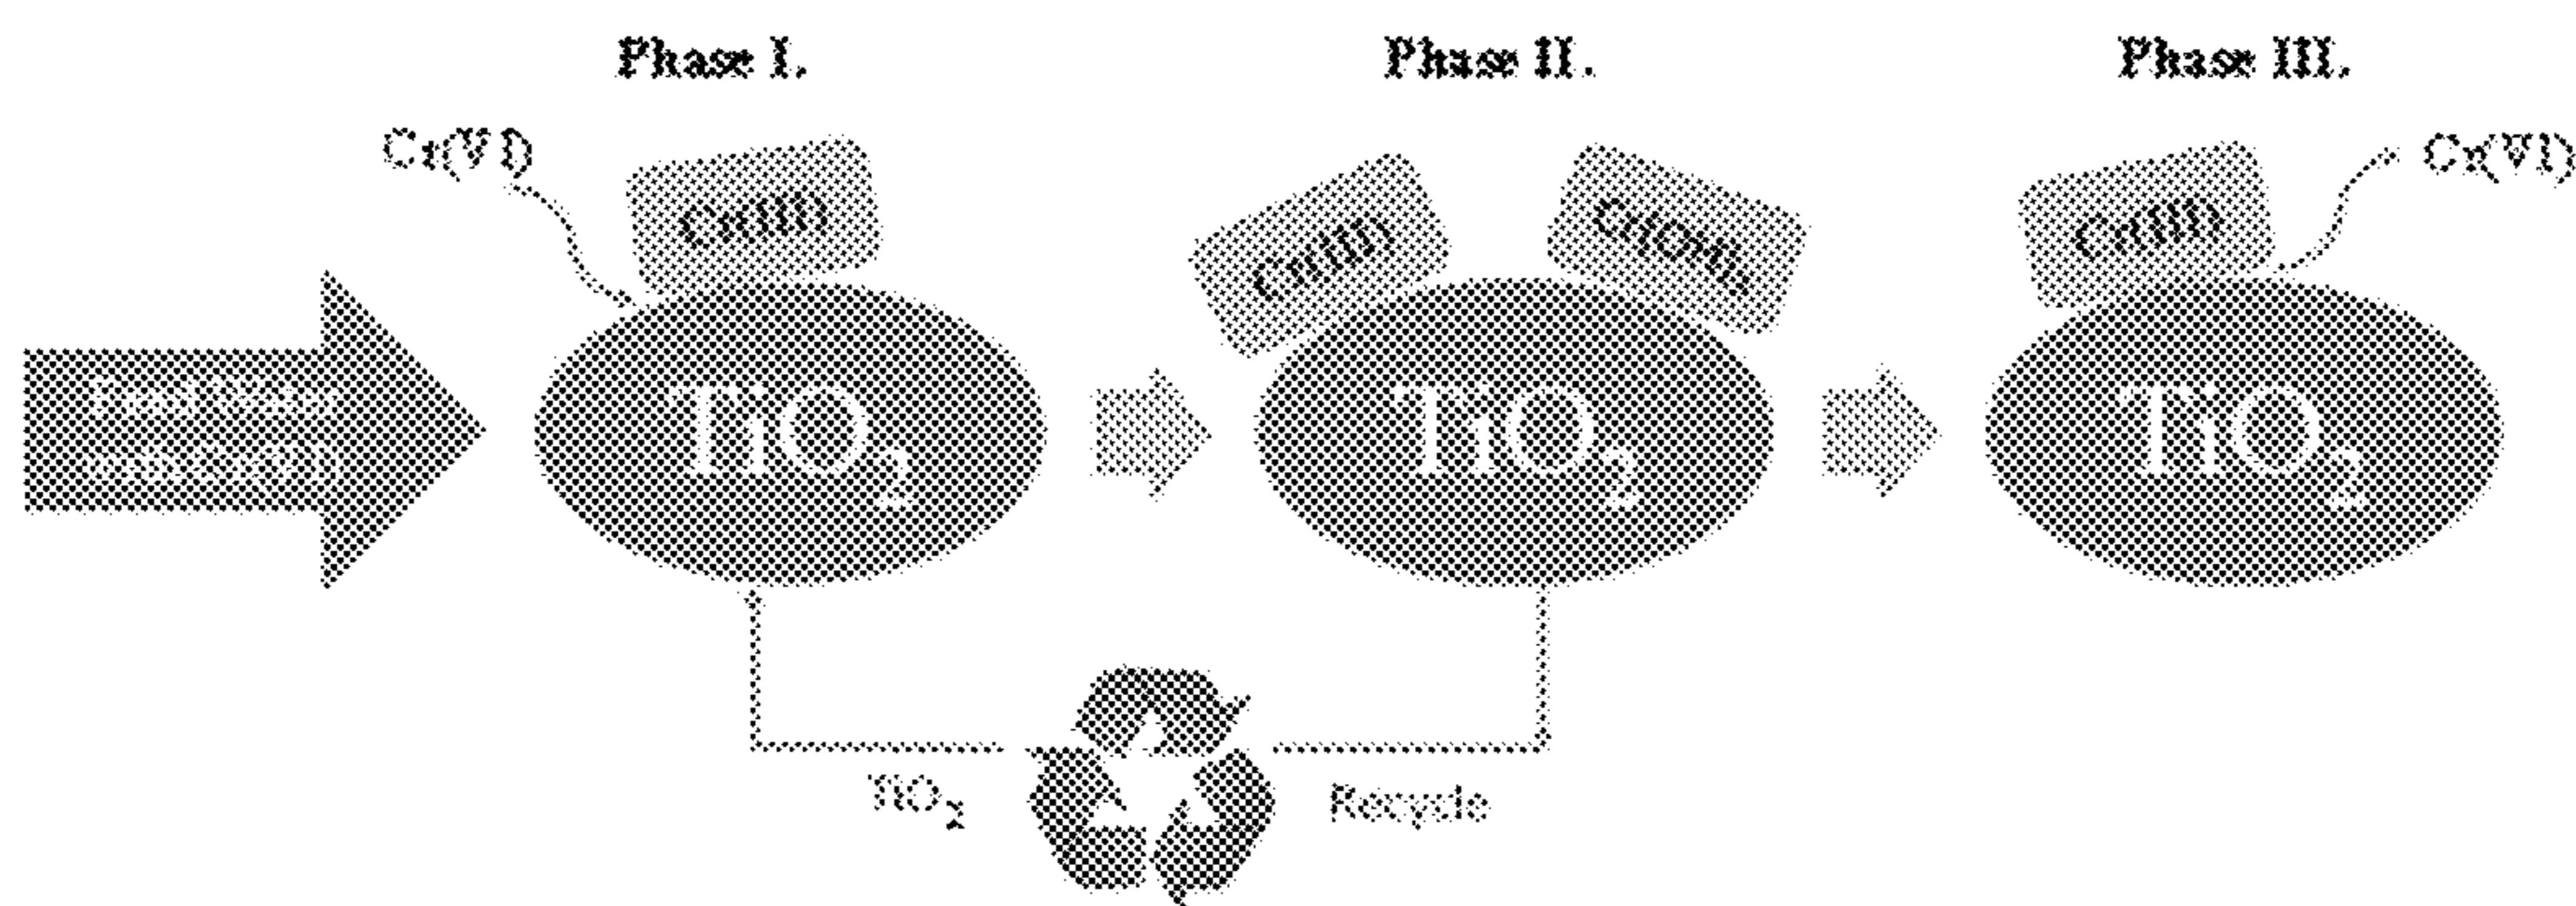 Phase I.
Phase II.
Phase III.
Cr(VI)
Cr(III)
Cr(III)
Cr(OH)₃
Cr(III)
Cr(VI)
TiO₂
TiO₂
TiO₂
TiO₂
Recycle